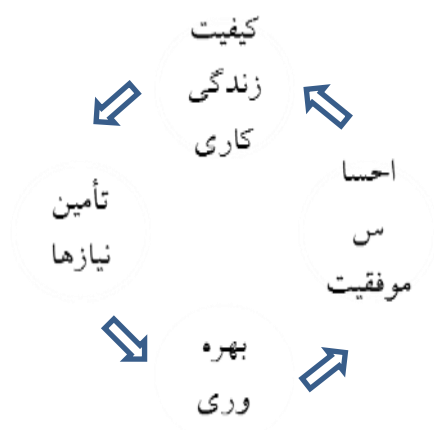 کیفیت
زندگی
کاری
تأمین
نیازها
بهره
وری
احسا
س
موفقیت